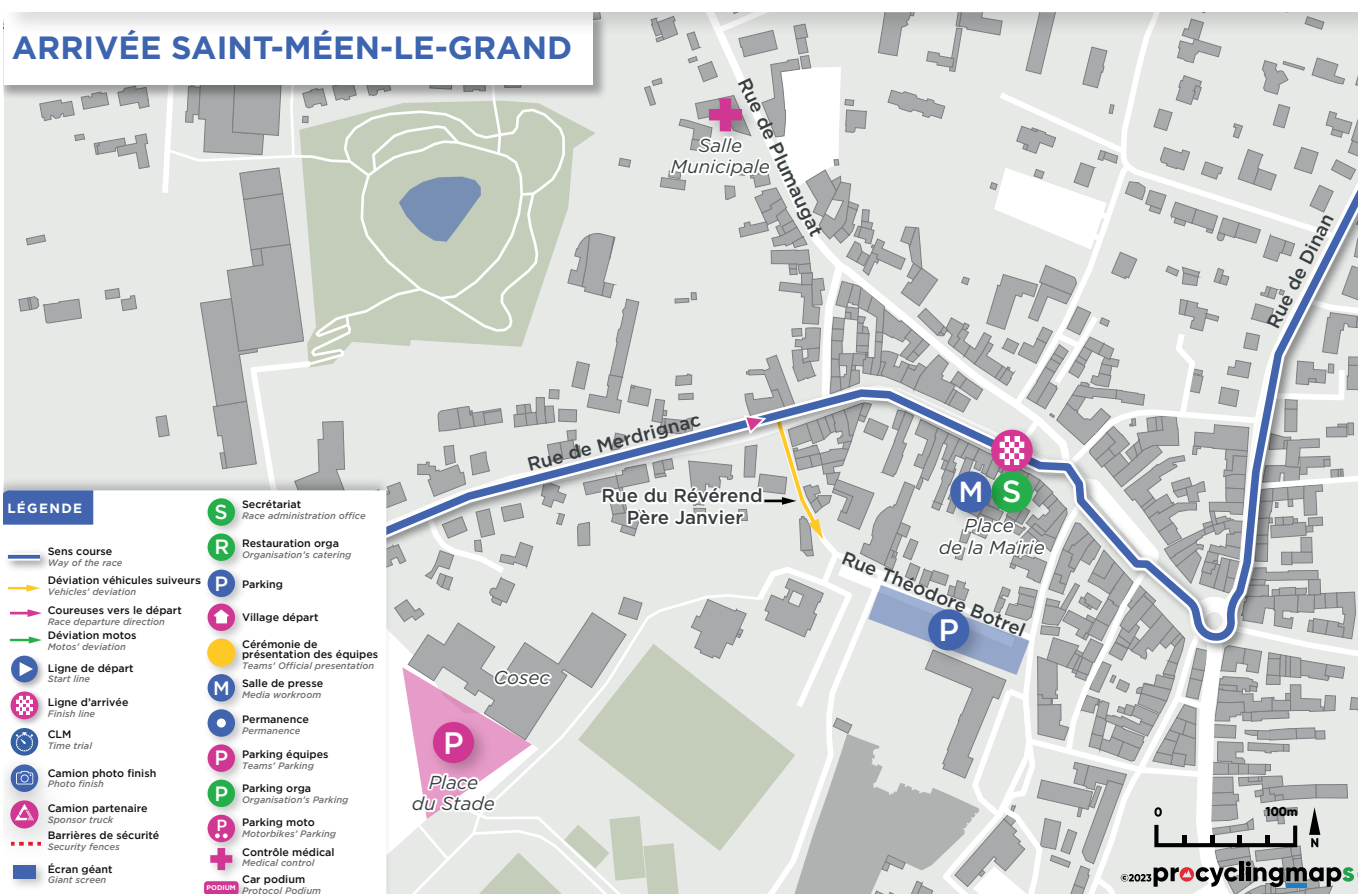 ARRIVÉE SAINT-MÉEN-LE-GRAND
Rue de Plumaugat
Salle
Municipale
Rue de Dinan
Rue de Merdrignac
Rue du Révérend
Père Janvier
M
S
Place
de la Mairie
Rue Théodore Botrel
P
Cosec
P
Place
du Stade
LÉGENDE
Sens course
Way of the race
Déviation véhicules suiveurs
Vehicles' deviation
Coureuses vers le départ
Race departure direction
Déviation motos
Motos' deviation
Ligne de départ
Start line
Ligne d'arrivée
Finish line
CLM
Time trial
Camion photo finish
Photo finish
Camion partenaire
Sponsor truck
Barrières de sécurité
Security fences
Écran géant
Giant screen
S
Secrétariat
Race administration office
R
Restauration orga
Organisation's catering
P
Parking
Village départ
Cérémonie de
présentation des équipes
Teams' Official presentation
M
Salle de presse
Media workroom
Permanence
Permanence
P
Parking équipes
Teams' Parking
P
Parking orga
Organisation's Parking
P
Parking moto
Motorbikes' Parking
Contrôle médical
Medical control
PODIUM
Car podium
Protocol Podium
0 100m
N
©2023 procyclingmaps